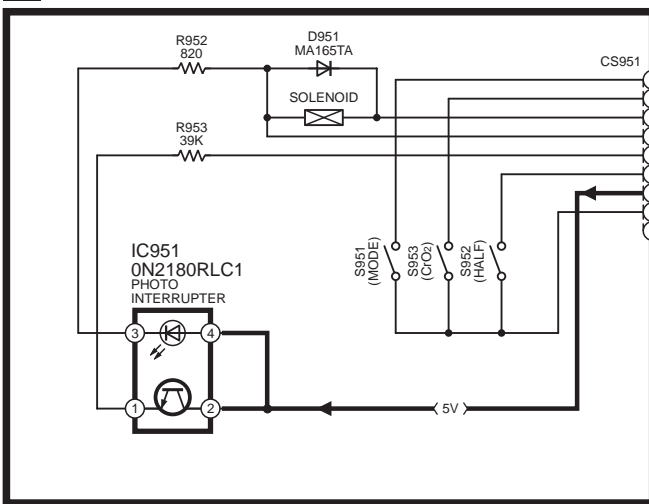 R952
820
D951
MA165TA
CS951
SOLENOID
R953
39K
IC951
0N2180RLC1
PHOTO
INTERRUPTER
S951
(MODE)
S953
(CrO2)
S952
(HALF)
3
4
1
2
5V